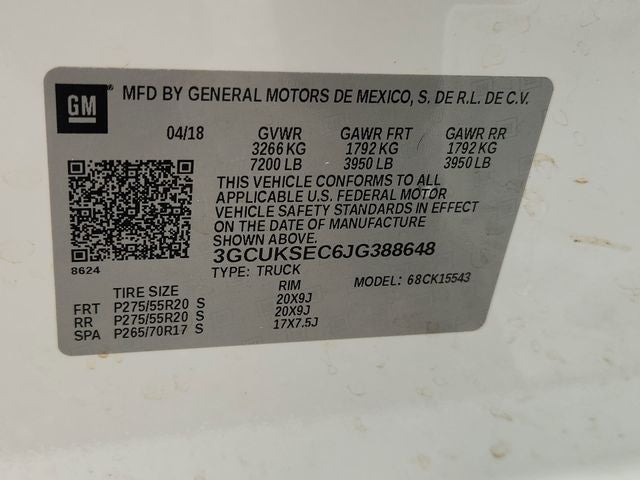 GM
MFD BY GENERAL MOTORS DE MEXICO, S. DE R.L. DE C.V.
04/18 GVWR GAWR FRT GAWR RR
3266 KG 1792 KG 1792 KG
7200 LB 3950 LB 3950 LB
THIS VEHICLE CONFORMS TO ALL
APPLICABLE U.S. FEDERAL MOTOR
VEHICLE SAFETY STANDARDS IN EFFECT
ON THE DATE OF MANUFACTURE
SHOWN ABOVE.
8624 3GCUKSEC6JG388648
TYPE: TRUCK MODEL: 68CK15543
TIRE SIZE RIM
FRT P275/55R20 S 20X9J
RR P275/55R20 S 20X9J
SPA P265/70R17 S 17X7.5J